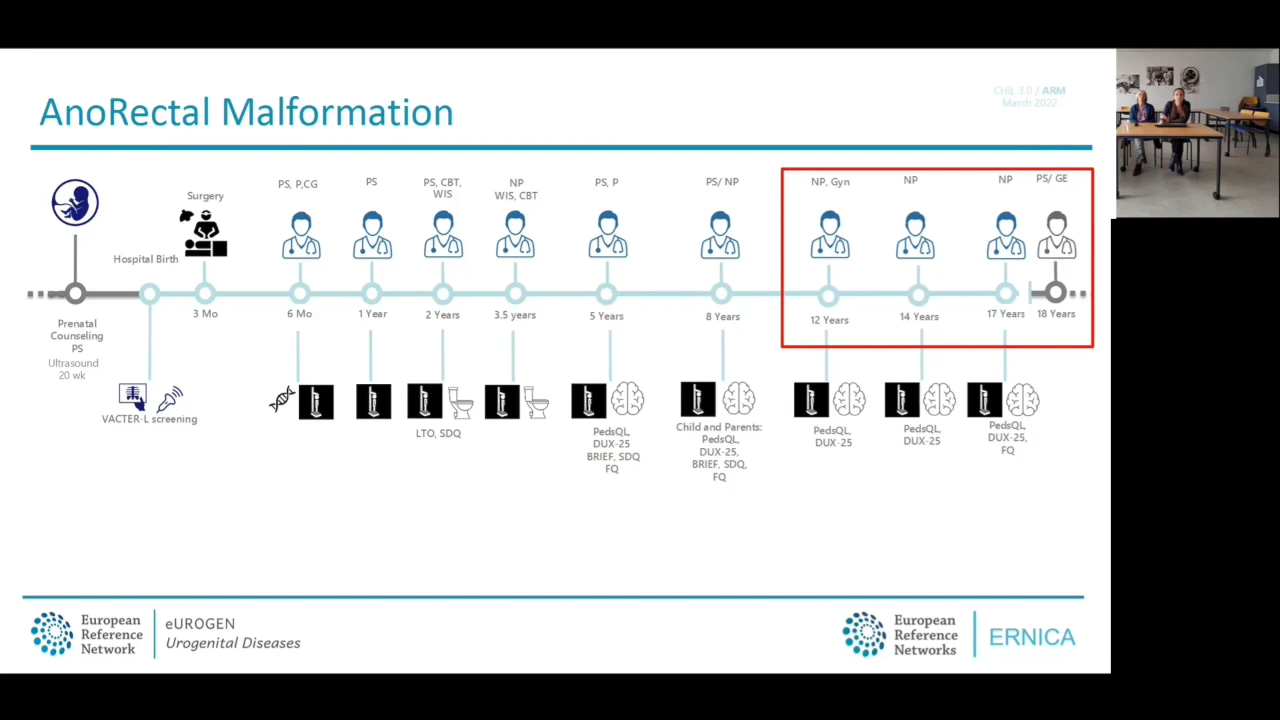 AnoRectal Malformation
CHIL 3.0 / ARM
March 2022
Surgery
PS, P,CG
PS
PS, CBT,
WIS
NP
WIS, CBT
PS, P
PS/ NP
NP, Gyn
NP
NP
PS/ GE
Hospital Birth
Prenatal
Counseling
PS
Ultrasound
20 wk
3 Mo
6 Mo
1 Year
2 Years
3.5 years
5 Years
8 Years
12 Years
14 Years
17 Years
18 Years
VACTER-L screening
LTO, SDQ
PedsQL,
DUX-25
BRIEF, SDQ
FQ
Child and Parents:
PedsQL,
DUX-25,
BRIEF, SDQ,
FQ
PedsQL,
DUX-25
PedsQL,
DUX-25
PedsQL,
DUX-25,
FQ
European
Reference
Network
eUROGEN
Urogenital Diseases
European
Reference
Networks
ERNICA